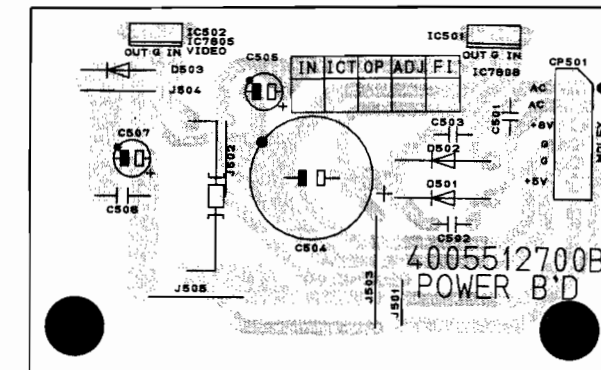 IC502
IC7805
OUT G IN VIDEO
D503
J504
C505
IN ICT OP ADJ FI
IC501
OUT G IN
IC7808
CP501
AC
AC
+8V
G
G
+5V
MOLEX
C501
C503
D502
D501
C502
C507
C506
J502
C504
J505
J503
J501
4005512700B
POWER B'D